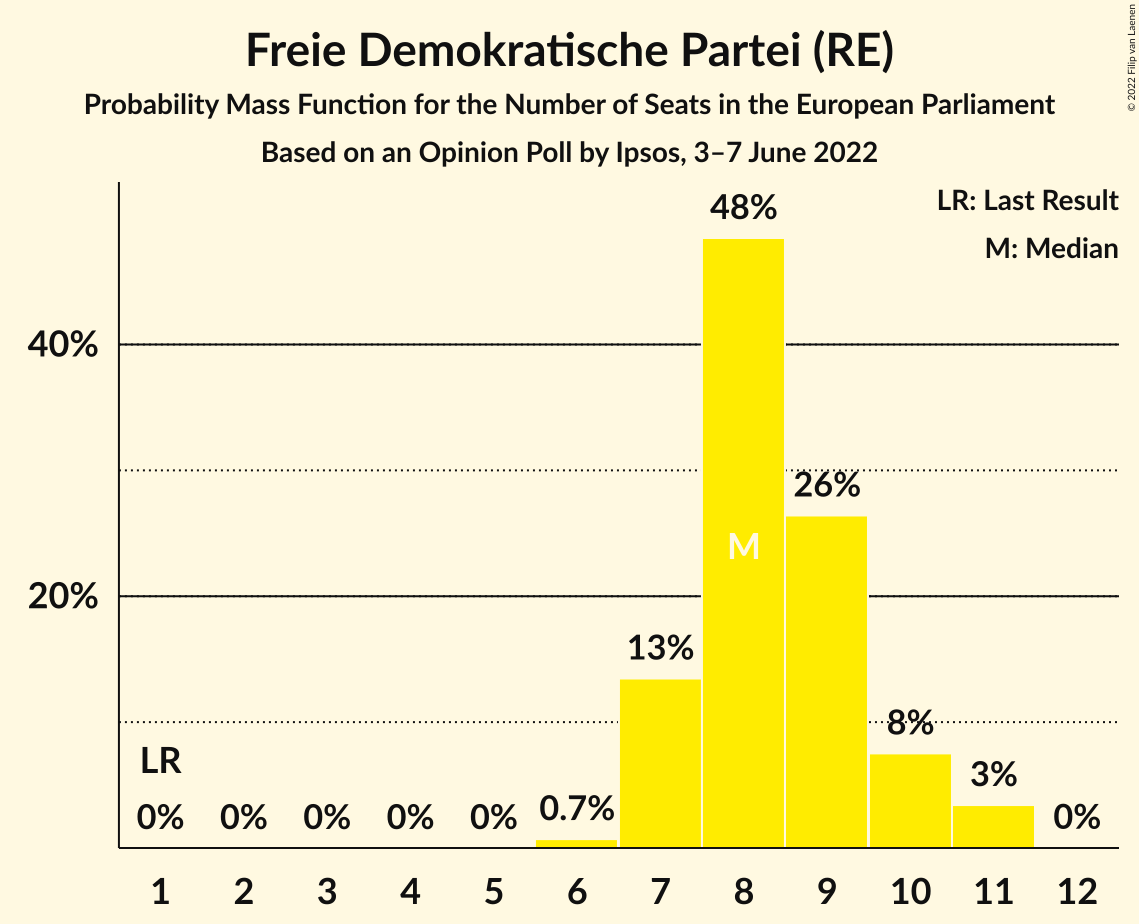 Freie Demokratische Partei (RE)
Probability Mass Function for the Number of Seats in the European Parliament
Based on an Opinion Poll by Ipsos, 3–7 June 2022
© 2022 Filip van Laenen
LR: Last Result
M: Median
40%
20%
LR
0%
0%
0%
0%
0%
0.7%
13%
48%
M
26%
8%
3%
0%
1 2 3 4 5 6 7 8 9 10 11 12